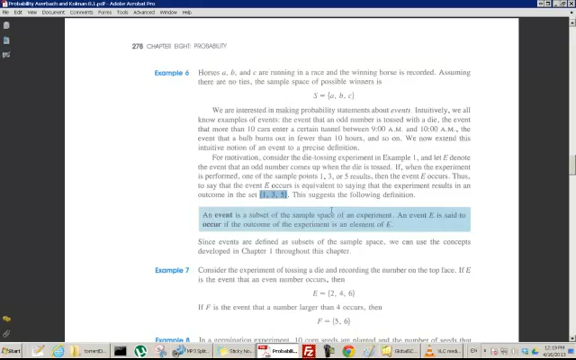 Probability Auerbach and Kolman 8.1.pdf - Adobe Acrobat Pro
File Edit View Document Comments Forms Tools Advanced Window Help
278 CHAPTER EIGHT: PROBABILITY
Example 6 Horses a, b, and c are running in a race and the winning horse is recorded. Assuming
there are no ties, the sample space of possible winners is
S = {a, b, c}
We are interested in making probability statements about events. Intuitively, we all
know examples of events: the event that an odd number is tossed with a die, the event
that more than 10 cars enter a certain tunnel between 9:00 A.M. and 10:00 A.M., the
event that a bulb burns out in fewer than 10 hours, and so on. We now extend this
intuitive notion of an event to a precise definition.
For motivation, consider the die-tossing experiment in Example 1, and let E denote
the event that an odd number comes up when the die is tossed. If, when the experiment
is performed, one of the sample points 1, 3, or 5 results, then the event E occurs. Thus,
to say that the event E occurs is equivalent to saying that the experiment results in an
outcome in the set {1, 3, 5}. This suggests the following definition.
An event is a subset of the sample space of an experiment. An event E is said to
occur if the outcome of the experiment is an element of E.
Since events are defined as subsets of the sample space, we can use the concepts
developed in Chapter 1 throughout this chapter.
Example 7 Consider the experiment of tossing a die and recording the number on the top face. If E
is the event that an even number occurs, then
E = {2, 4, 6}
If F is the event that a number larger than 4 occurs, then
F = {5, 6}
Example 8 In a germination experiment, 10 corn seeds are planted and the number of seeds that
Start
torrent
MP3 Split
Sticky No
Probabili
GlobalSC
VLC med
EN
12:19 PM